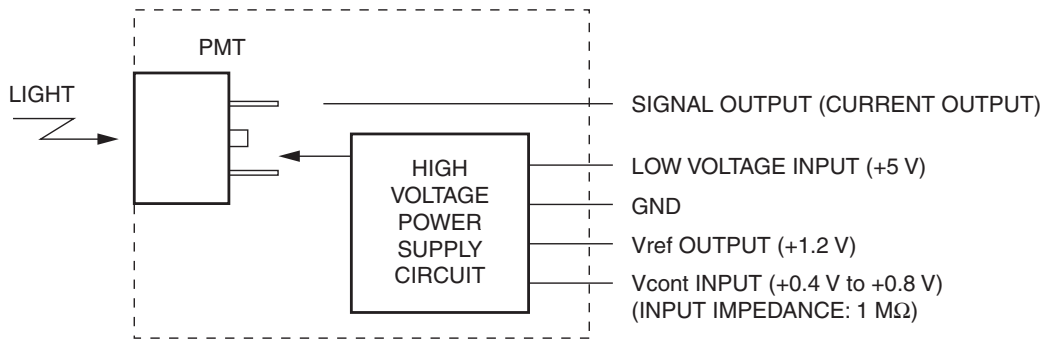 PMT
LIGHT
SIGNAL OUTPUT (CURRENT OUTPUT)
HIGH
VOLTAGE
POWER
SUPPLY
CIRCUIT
LOW VOLTAGE INPUT (+5 V)
GND
Vref OUTPUT (+1.2 V)
Vcont INPUT (+0.4 V to +0.8 V)
(INPUT IMPEDANCE: 1 MΩ)